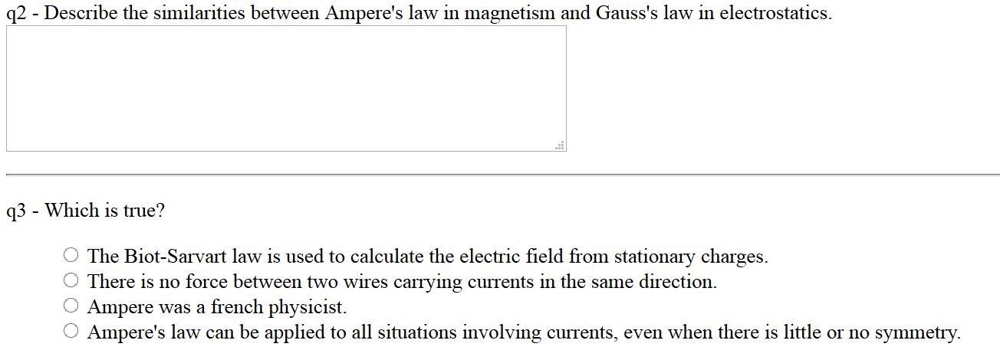 q2 - Describe the similarities between Ampere's law in magnetism and Gauss's law in electrostatics.
q3 - Which is true?
The Biot-Sarvart law is used to calculate the electric field from stationary charges.
There is no force between two wires carrying currents in the same direction.
Ampere was a french physicist.
Ampere's law can be applied to all situations involving currents, even when there is little or no symmetry.